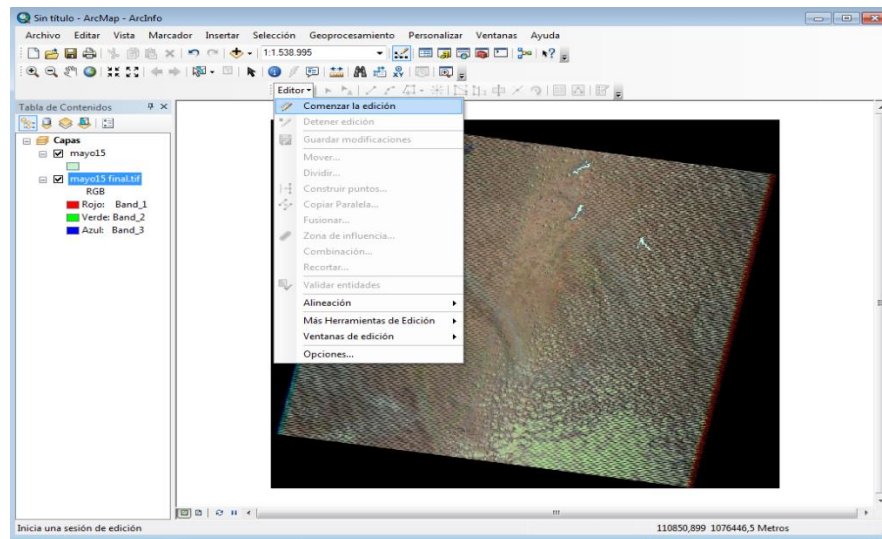 Sin título - ArcMap - ArcInfo
Archivo Editar Vista Marcador Insertar Selección Geoprocesamiento Personalizar Ventanas Ayuda
1:1.538.995
Editor
Tabla de Contenidos
Comenzar la edición
Detener edición
Guardar modificaciones
Mover...
Dividir...
Construir puntos...
Copiar Paralela...
Fusionar...
Zona de influencia...
Combinación...
Recortar...
Validar entidades
Alineación
Más Herramientas de Edición
Ventanas de edición
Opciones...
Capas
mayo15
mayo15 final.tif
RGB
Rojo: Band_1
Verde: Band_2
Azul: Band_3
Inicia una sesión de edición
110850,899 1076446,5 Metros